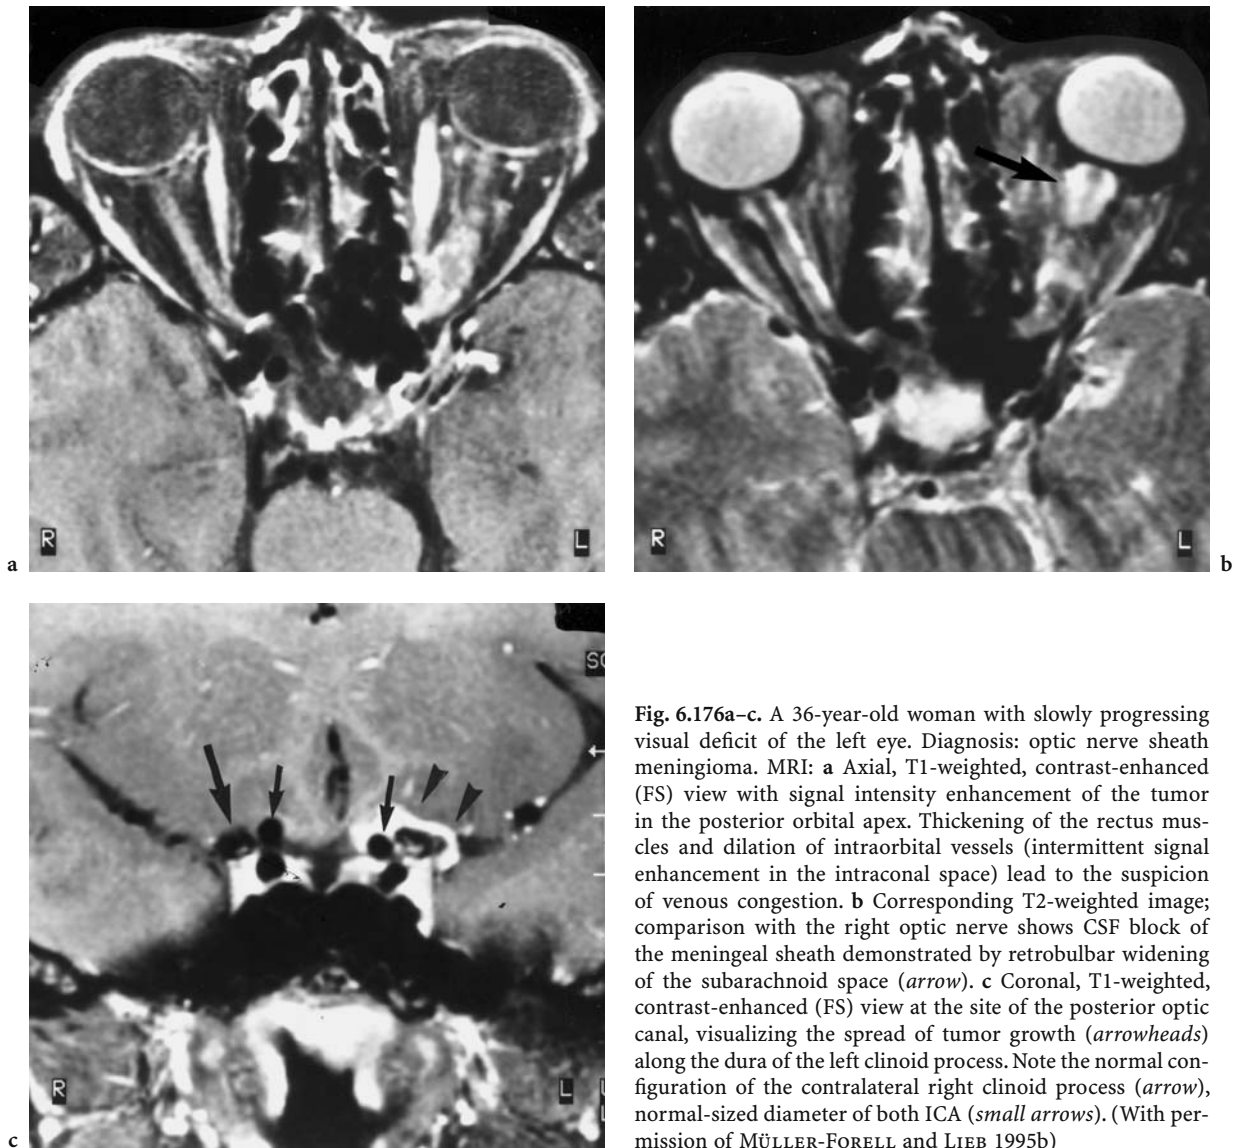 R
L
a
R
L
b
SC
R
L
c
Fig. 6.176a–c. A 36-year-old woman with slowly progressing
visual deficit of the left eye. Diagnosis: optic nerve sheath
meningioma. MRI: a Axial, T1-weighted, contrast-enhanced
(FS) view with signal intensity enhancement of the tumor
in the posterior orbital apex. Thickening of the rectus mus-
cles and dilation of intraorbital vessels (intermittent signal
enhancement in the intraconal space) lead to the suspicion
of venous congestion. b Corresponding T2-weighted image;
comparison with the right optic nerve shows CSF block of
the meningeal sheath demonstrated by retrobulbar widening
of the subarachnoid space (arrow). c Coronal, T1-weighted,
contrast-enhanced (FS) view at the site of the posterior optic
canal, visualizing the spread of tumor growth (arrowheads)
along the dura of the left clinoid process. Note the normal con-
figuration of the contralateral right clinoid process (arrow),
normal-sized diameter of both ICA (small arrows). (With per-
mission of Müller-Forell and Lieb 1995b)